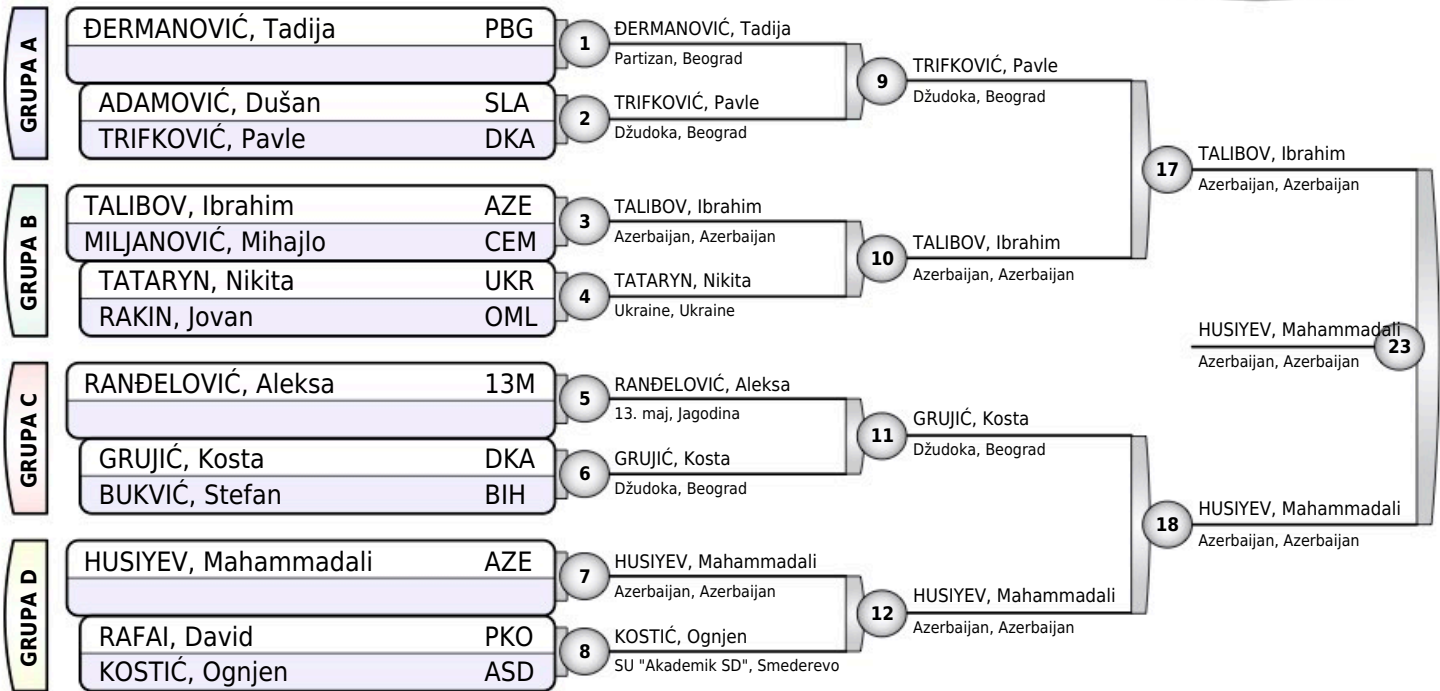 GRUPA A
ĐERMANOVIĆ, Tadija PBG
ADAMOVIĆ, Dušan SLA
TRIFKOVIĆ, Pavle DKA
GRUPA B
TALIBOV, Ibrahim AZE
MILJANOVIĆ, Mihajlo CEM
TATARYN, Nikita UKR
RAKIN, Jovan OML
GRUPA C
RANĐELOVIĆ, Aleksa 13M
GRUJIĆ, Kosta DKA
BUKVIĆ, Stefan BIH
GRUPA D
HUSIYEV, Mahammadali AZE
RAFAI, David PKO
KOSTIĆ, Ognjen ASD
1
ĐERMANOVIĆ, Tadija
Partizan, Beograd
2
TRIFKOVIĆ, Pavle
Džudoka, Beograd
3
TALIBOV, Ibrahim
Azerbaijan, Azerbaijan
4
TATARYN, Nikita
Ukraine, Ukraine
5
RANĐELOVIĆ, Aleksa
13. maj, Jagodina
6
GRUJIĆ, Kosta
Džudoka, Beograd
7
HUSIYEV, Mahammadali
Azerbaijan, Azerbaijan
8
KOSTIĆ, Ognjen
SU "Akademik SD", Smederevo
9
TRIFKOVIĆ, Pavle
Džudoka, Beograd
10
TALIBOV, Ibrahim
Azerbaijan, Azerbaijan
11
GRUJIĆ, Kosta
Džudoka, Beograd
12
HUSIYEV, Mahammadali
Azerbaijan, Azerbaijan
17
TALIBOV, Ibrahim
Azerbaijan, Azerbaijan
18
HUSIYEV, Mahammadali
Azerbaijan, Azerbaijan
HUSIYEV, Mahammadali
23
Azerbaijan, Azerbaijan